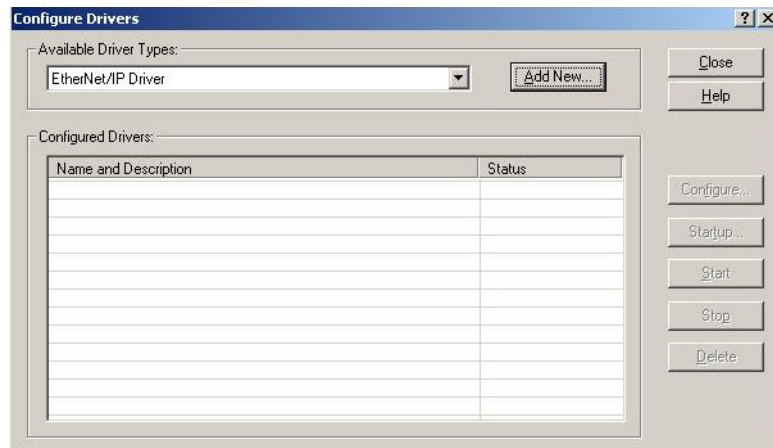 Configure Drivers
Available Driver Types:
EtherNet/IP Driver
Add New...
Close
Help
Configured Drivers:
Name and Description Status
Configure...
Startup...
Start
Stop
Delete